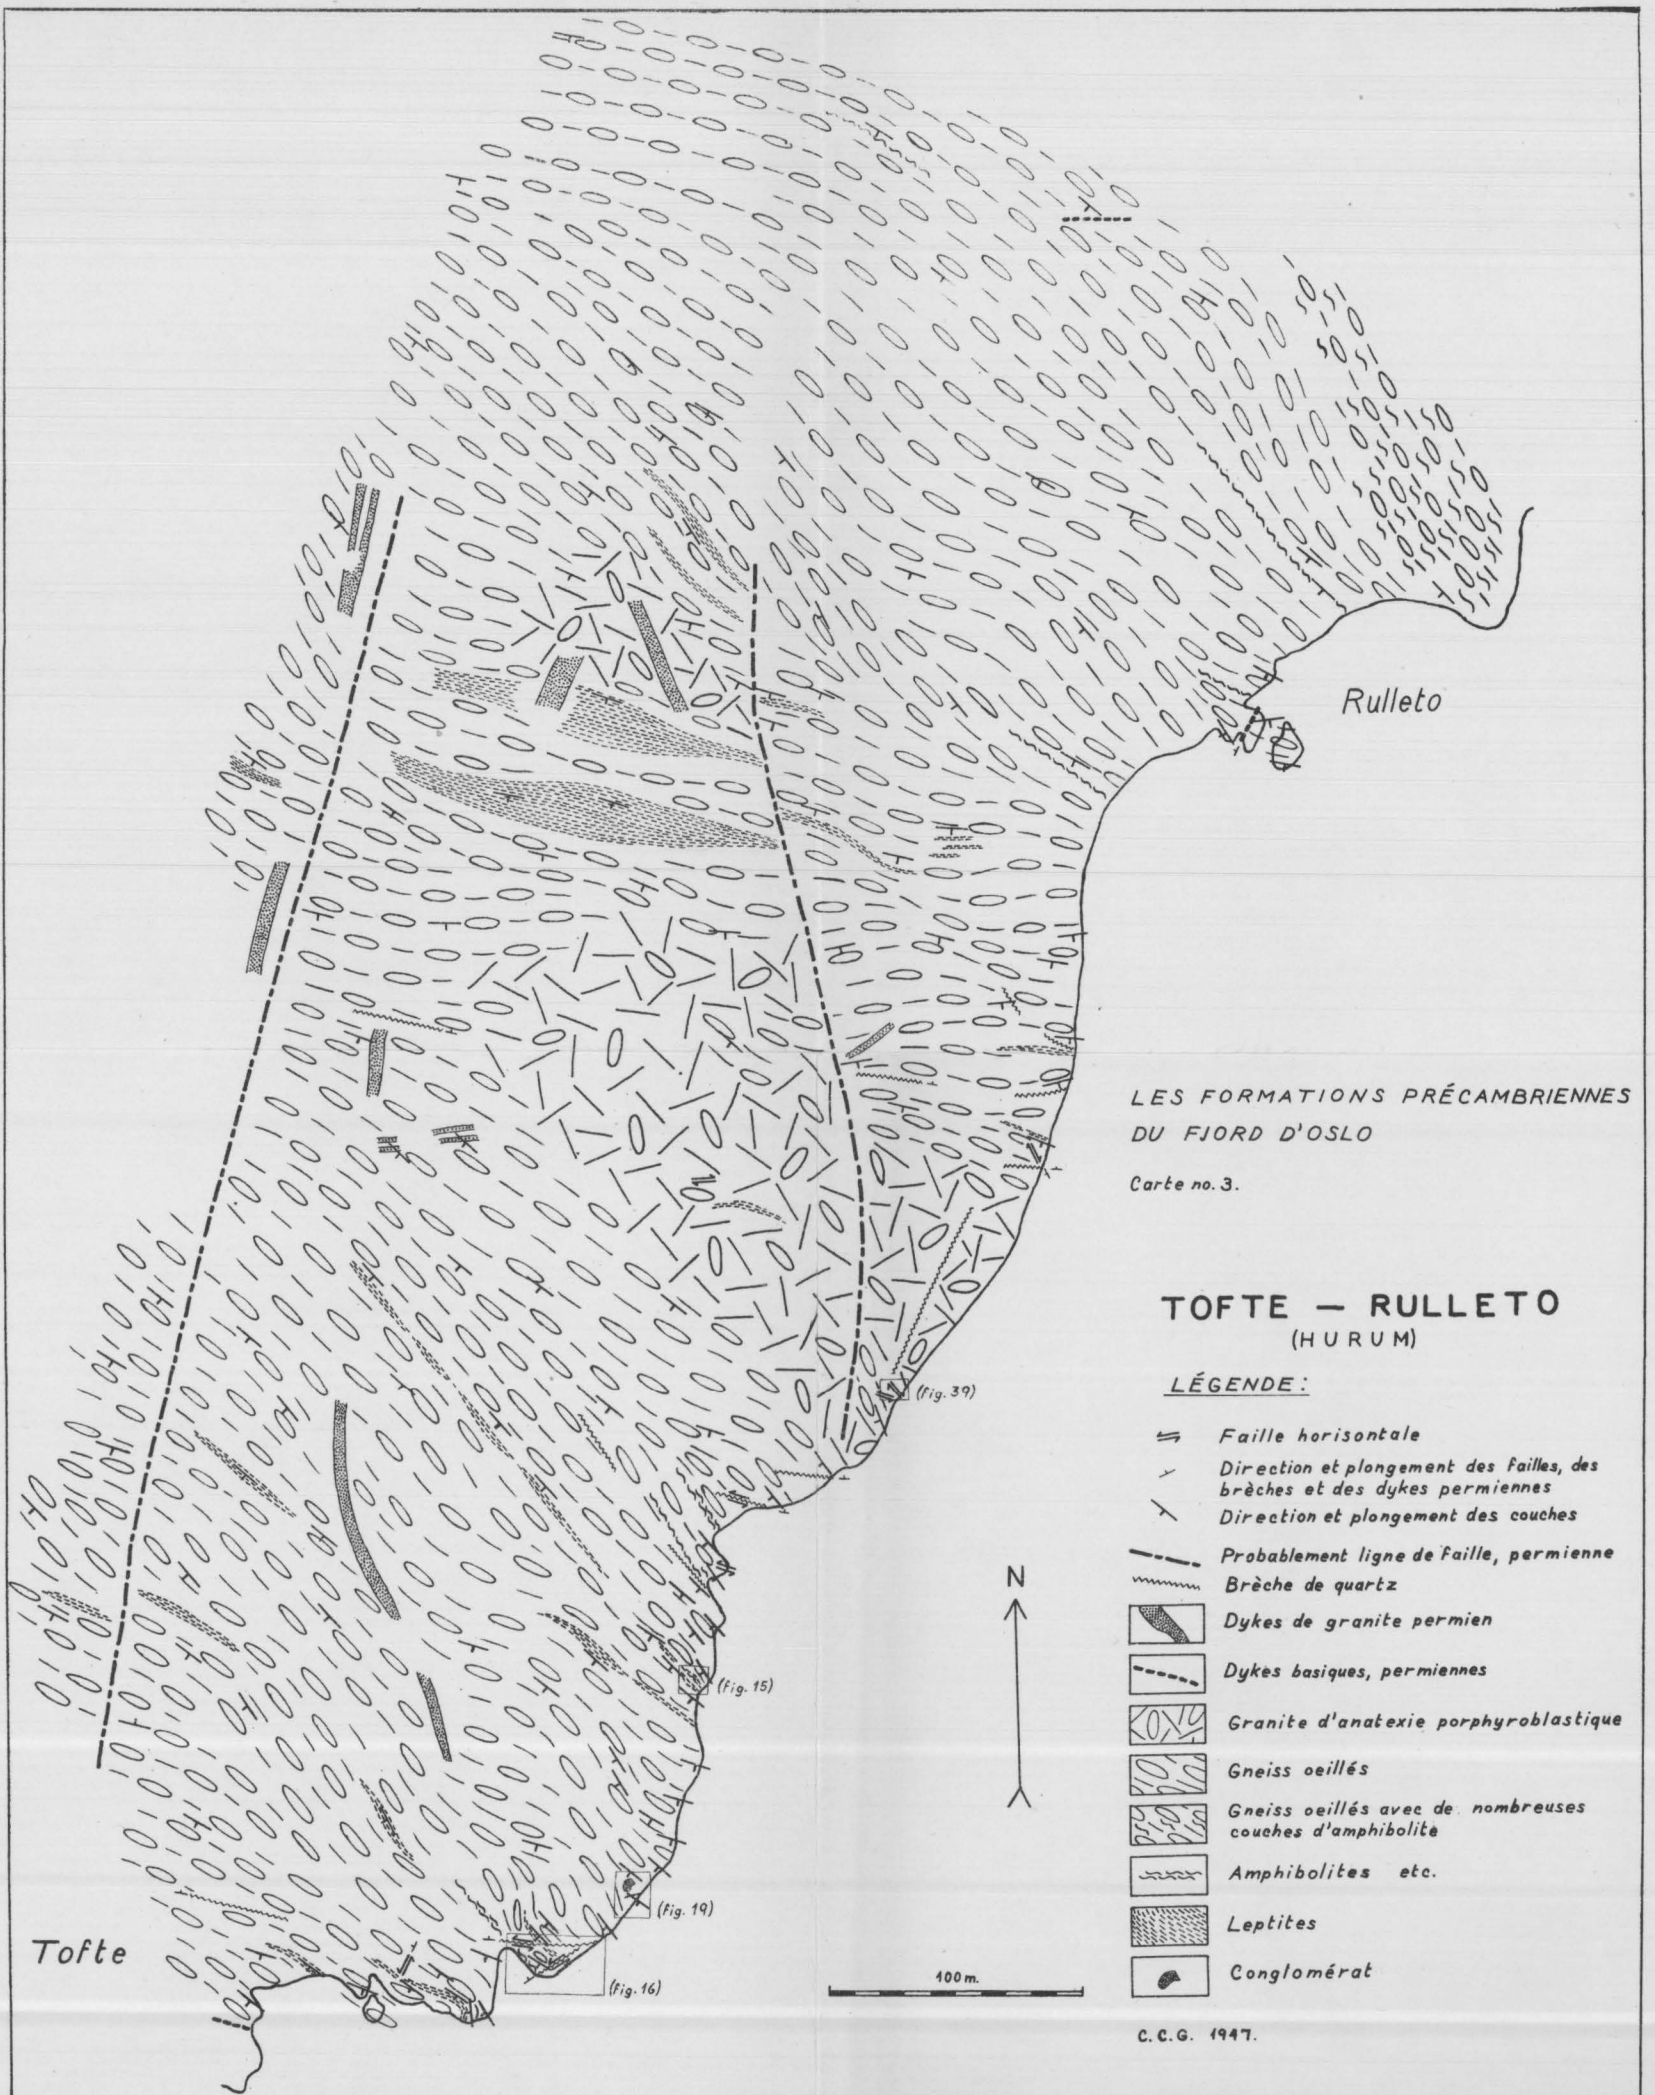 Rulleto
LES FORMATIONS PRÉCAMBRIENNES
DU FJORD D'OSLO
Carte no. 3.
TOFTE — RULLETO
(HURUM)
LÉGENDE:
Faille horisontale
Direction et plongement des failles, des
brèches et des dykes permiennes
Direction et plongement des couches
Probablement ligne de faille, permienne
Brèche de quartz
Dykes de granite permien
Dykes basiques, permiennes
Granite d'anatexie porphyroblastique
Gneiss oeillés
Gneiss oeillés avec de nombreuses
couches d'amphibolite
Amphibolites etc.
Leptites
Conglomérat
C.C.G. 1947.
N
100 m.
(Fig. 39)
(Fig. 15)
(Fig. 19)
(Fig. 16)
Tofte